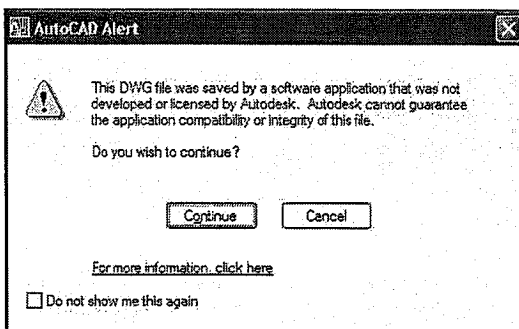 AutoCAD Alert
This DWG file was saved by a software application that was not
developed or licensed by Autodesk. Autodesk cannot guarantee
the application compatibility or integrity of this file.
Do you wish to continue?
Continue
Cancel
For more information, click here
Do not show me this again